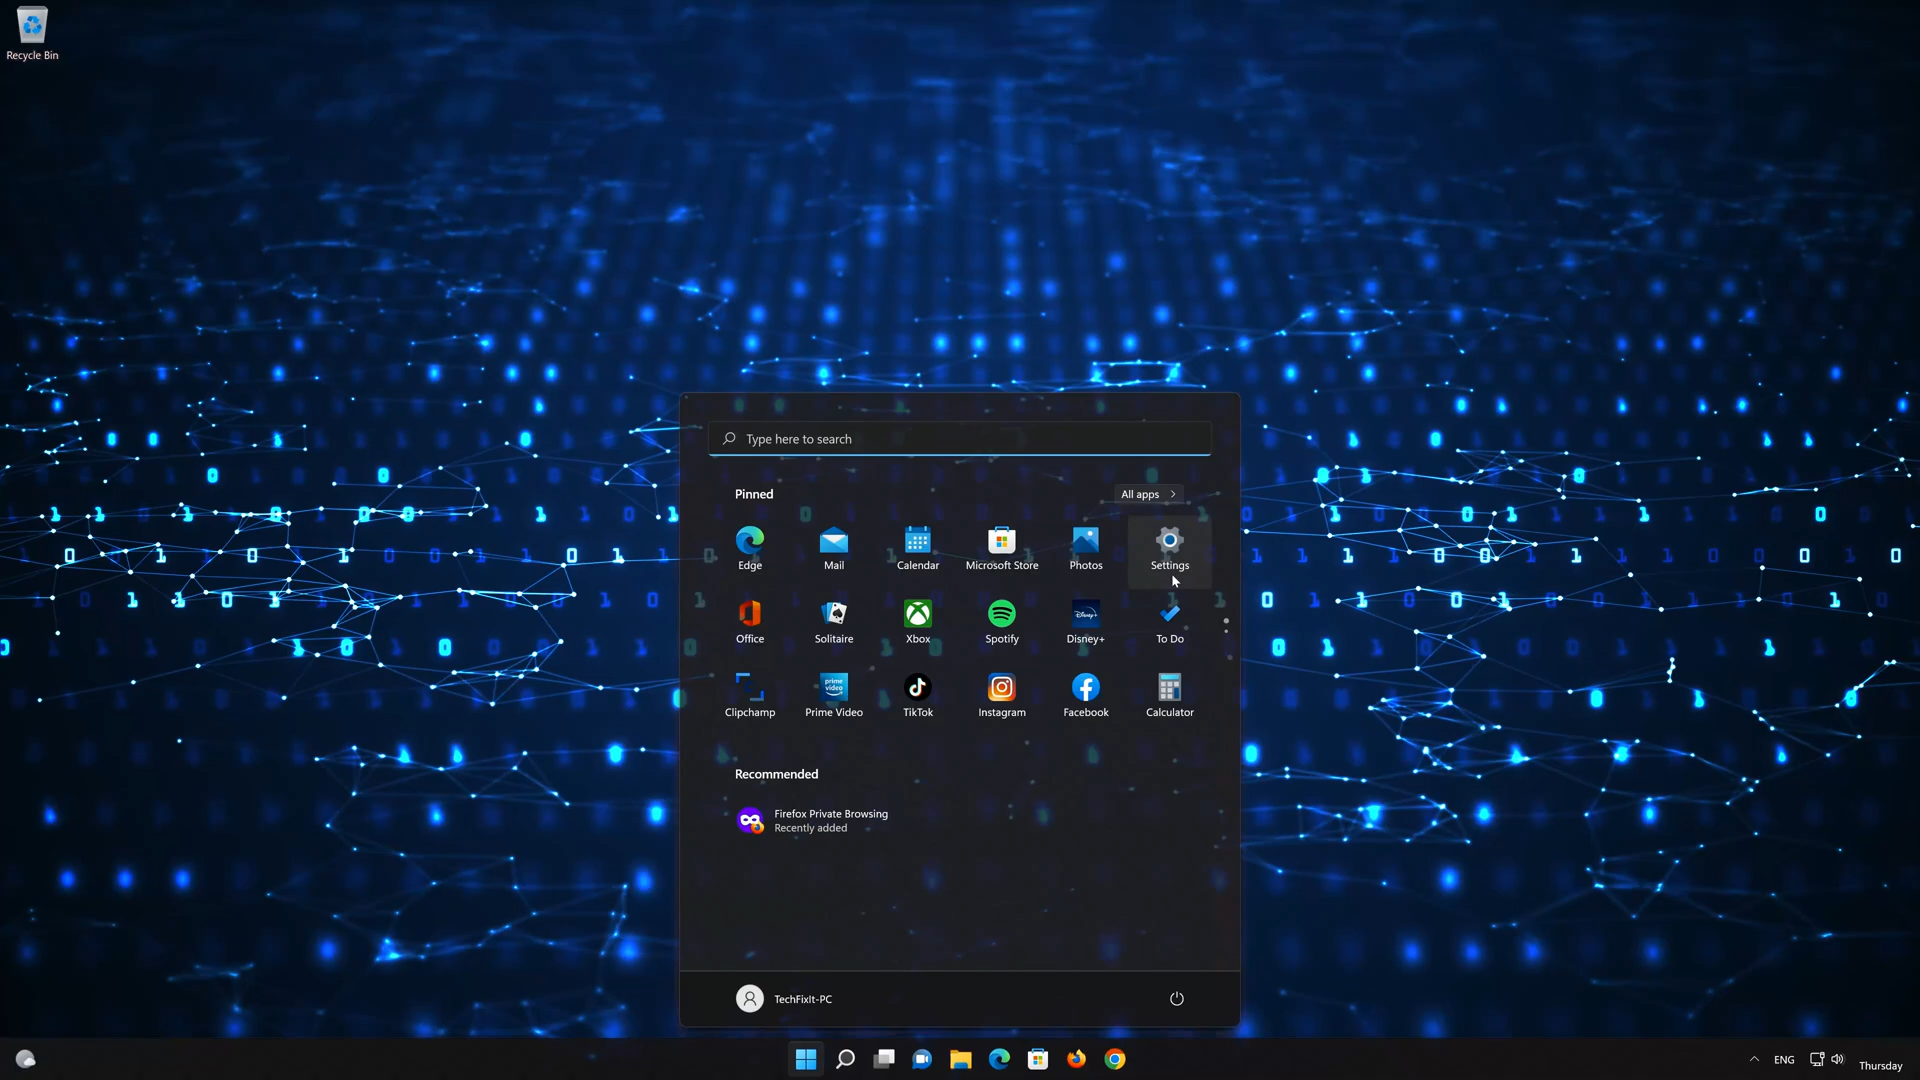 Recycle Bin
Type here to search
Pinned
All apps
Edge
Mail
Calendar
Microsoft Store
Photos
Settings
Office
Solitaire
Xbox
Spotify
Disney+
To Do
Clipchamp
Prime Video
TikTok
Instagram
Facebook
Calculator
Recommended
Firefox Private Browsing
Recently added
TechFixIt-PC
ENG
Thursday